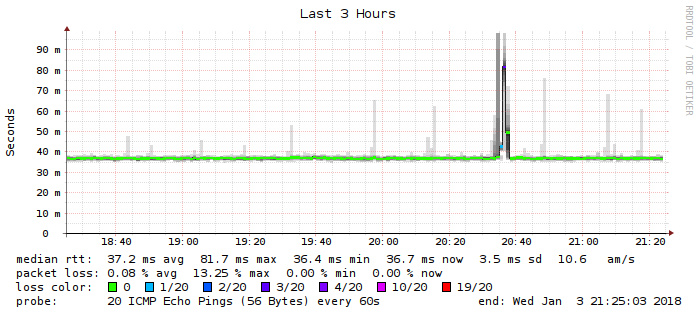 Last 3 Hours
RRDTOOL / TOBI OETIKER
Seconds
90 m
80 m
70 m
60 m
50 m
40 m
30 m
20 m
10 m
0
18:40 19:00 19:20 19:40 20:00 20:20 20:40 21:00 21:20
median rtt: 37.2 ms avg 81.7 ms max 36.4 ms min 36.7 ms now 3.5 ms sd 10.6 am/s
packet loss: 0.08 % avg 13.25 % max 0.00 % min 0.00 % now
loss color: 0 1/20 2/20 3/20 4/20 10/20 19/20
probe: 20 ICMP Echo Pings (56 Bytes) every 60s end: Wed Jan 3 21:25:03 2018